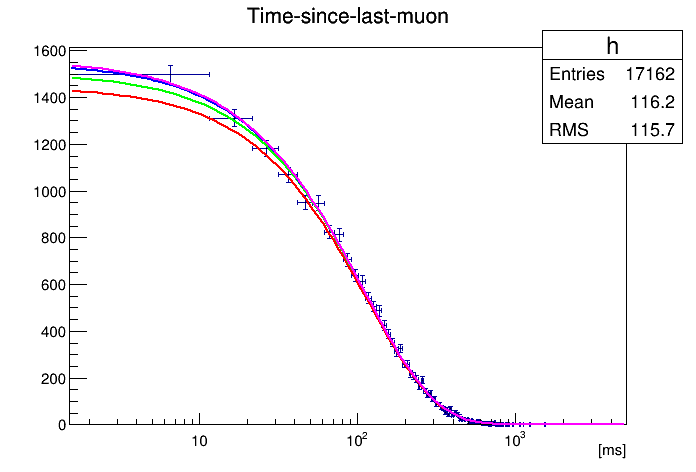 Time-since-last-muon
h
Entries 17162
Mean 116.2
RMS 115.7
1600
1400
1200
1000
800
600
400
200
0
10 10² 10³
[ms]